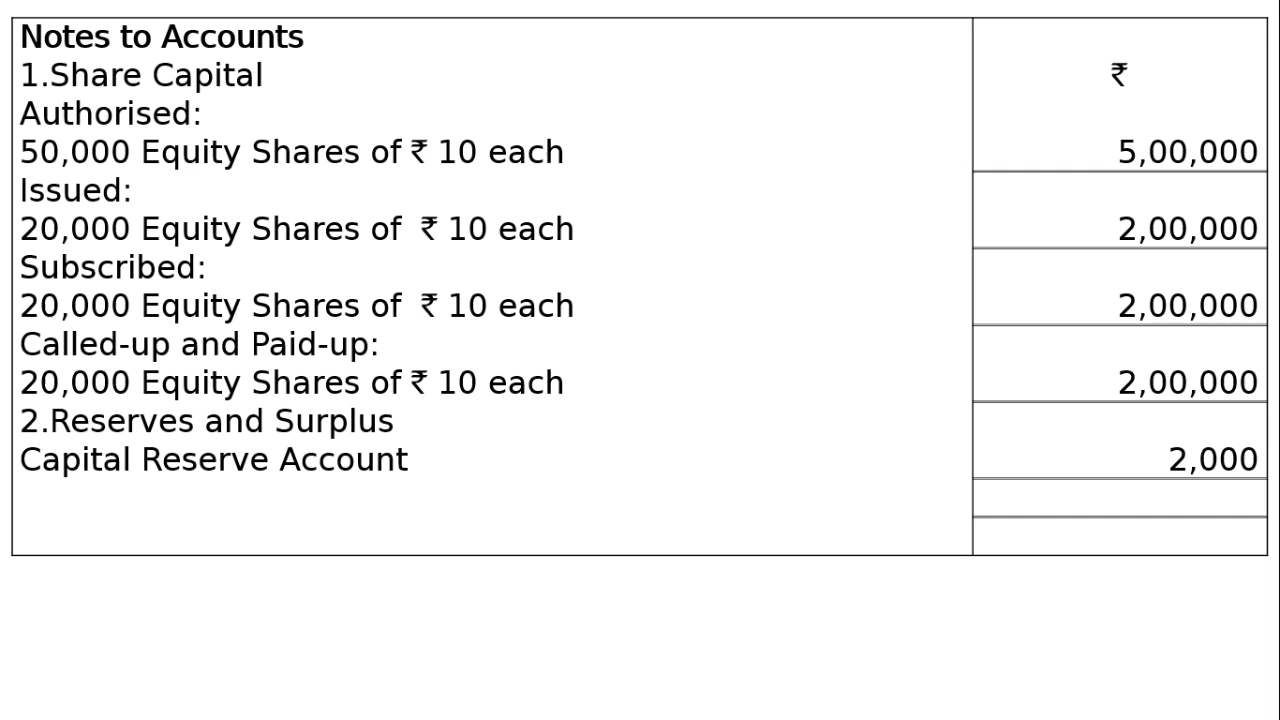 Notes to Accounts
1.Share Capital ₹
Authorised:
50,000 Equity Shares of ₹ 10 each 5,00,000
Issued:
20,000 Equity Shares of ₹ 10 each 2,00,000
Subscribed:
20,000 Equity Shares of ₹ 10 each 2,00,000
Called-up and Paid-up:
20,000 Equity Shares of ₹ 10 each 2,00,000
2.Reserves and Surplus
Capital Reserve Account 2,000